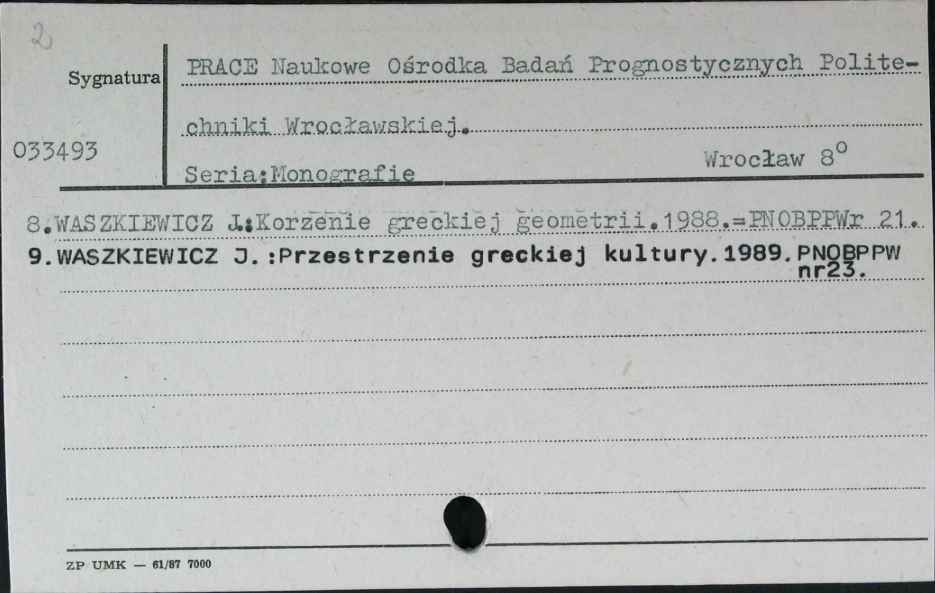 2
Sygnatura
PRACE Naukowe Ośrodka Badań Prognostycznych Polite-
chniki Wrocławskiej.
033493
Wrocław 8°
Seria:Monografie
8.WASZKIEWICZ J.:Korzenie greckiej geometrii.1988.=PNOBPPWr 21.
9.WASZKIEWICZ J.:Przestrzenie greckiej kultury.1989.PNOBPPW
nr23.
ZP UMK — 61/87 7000